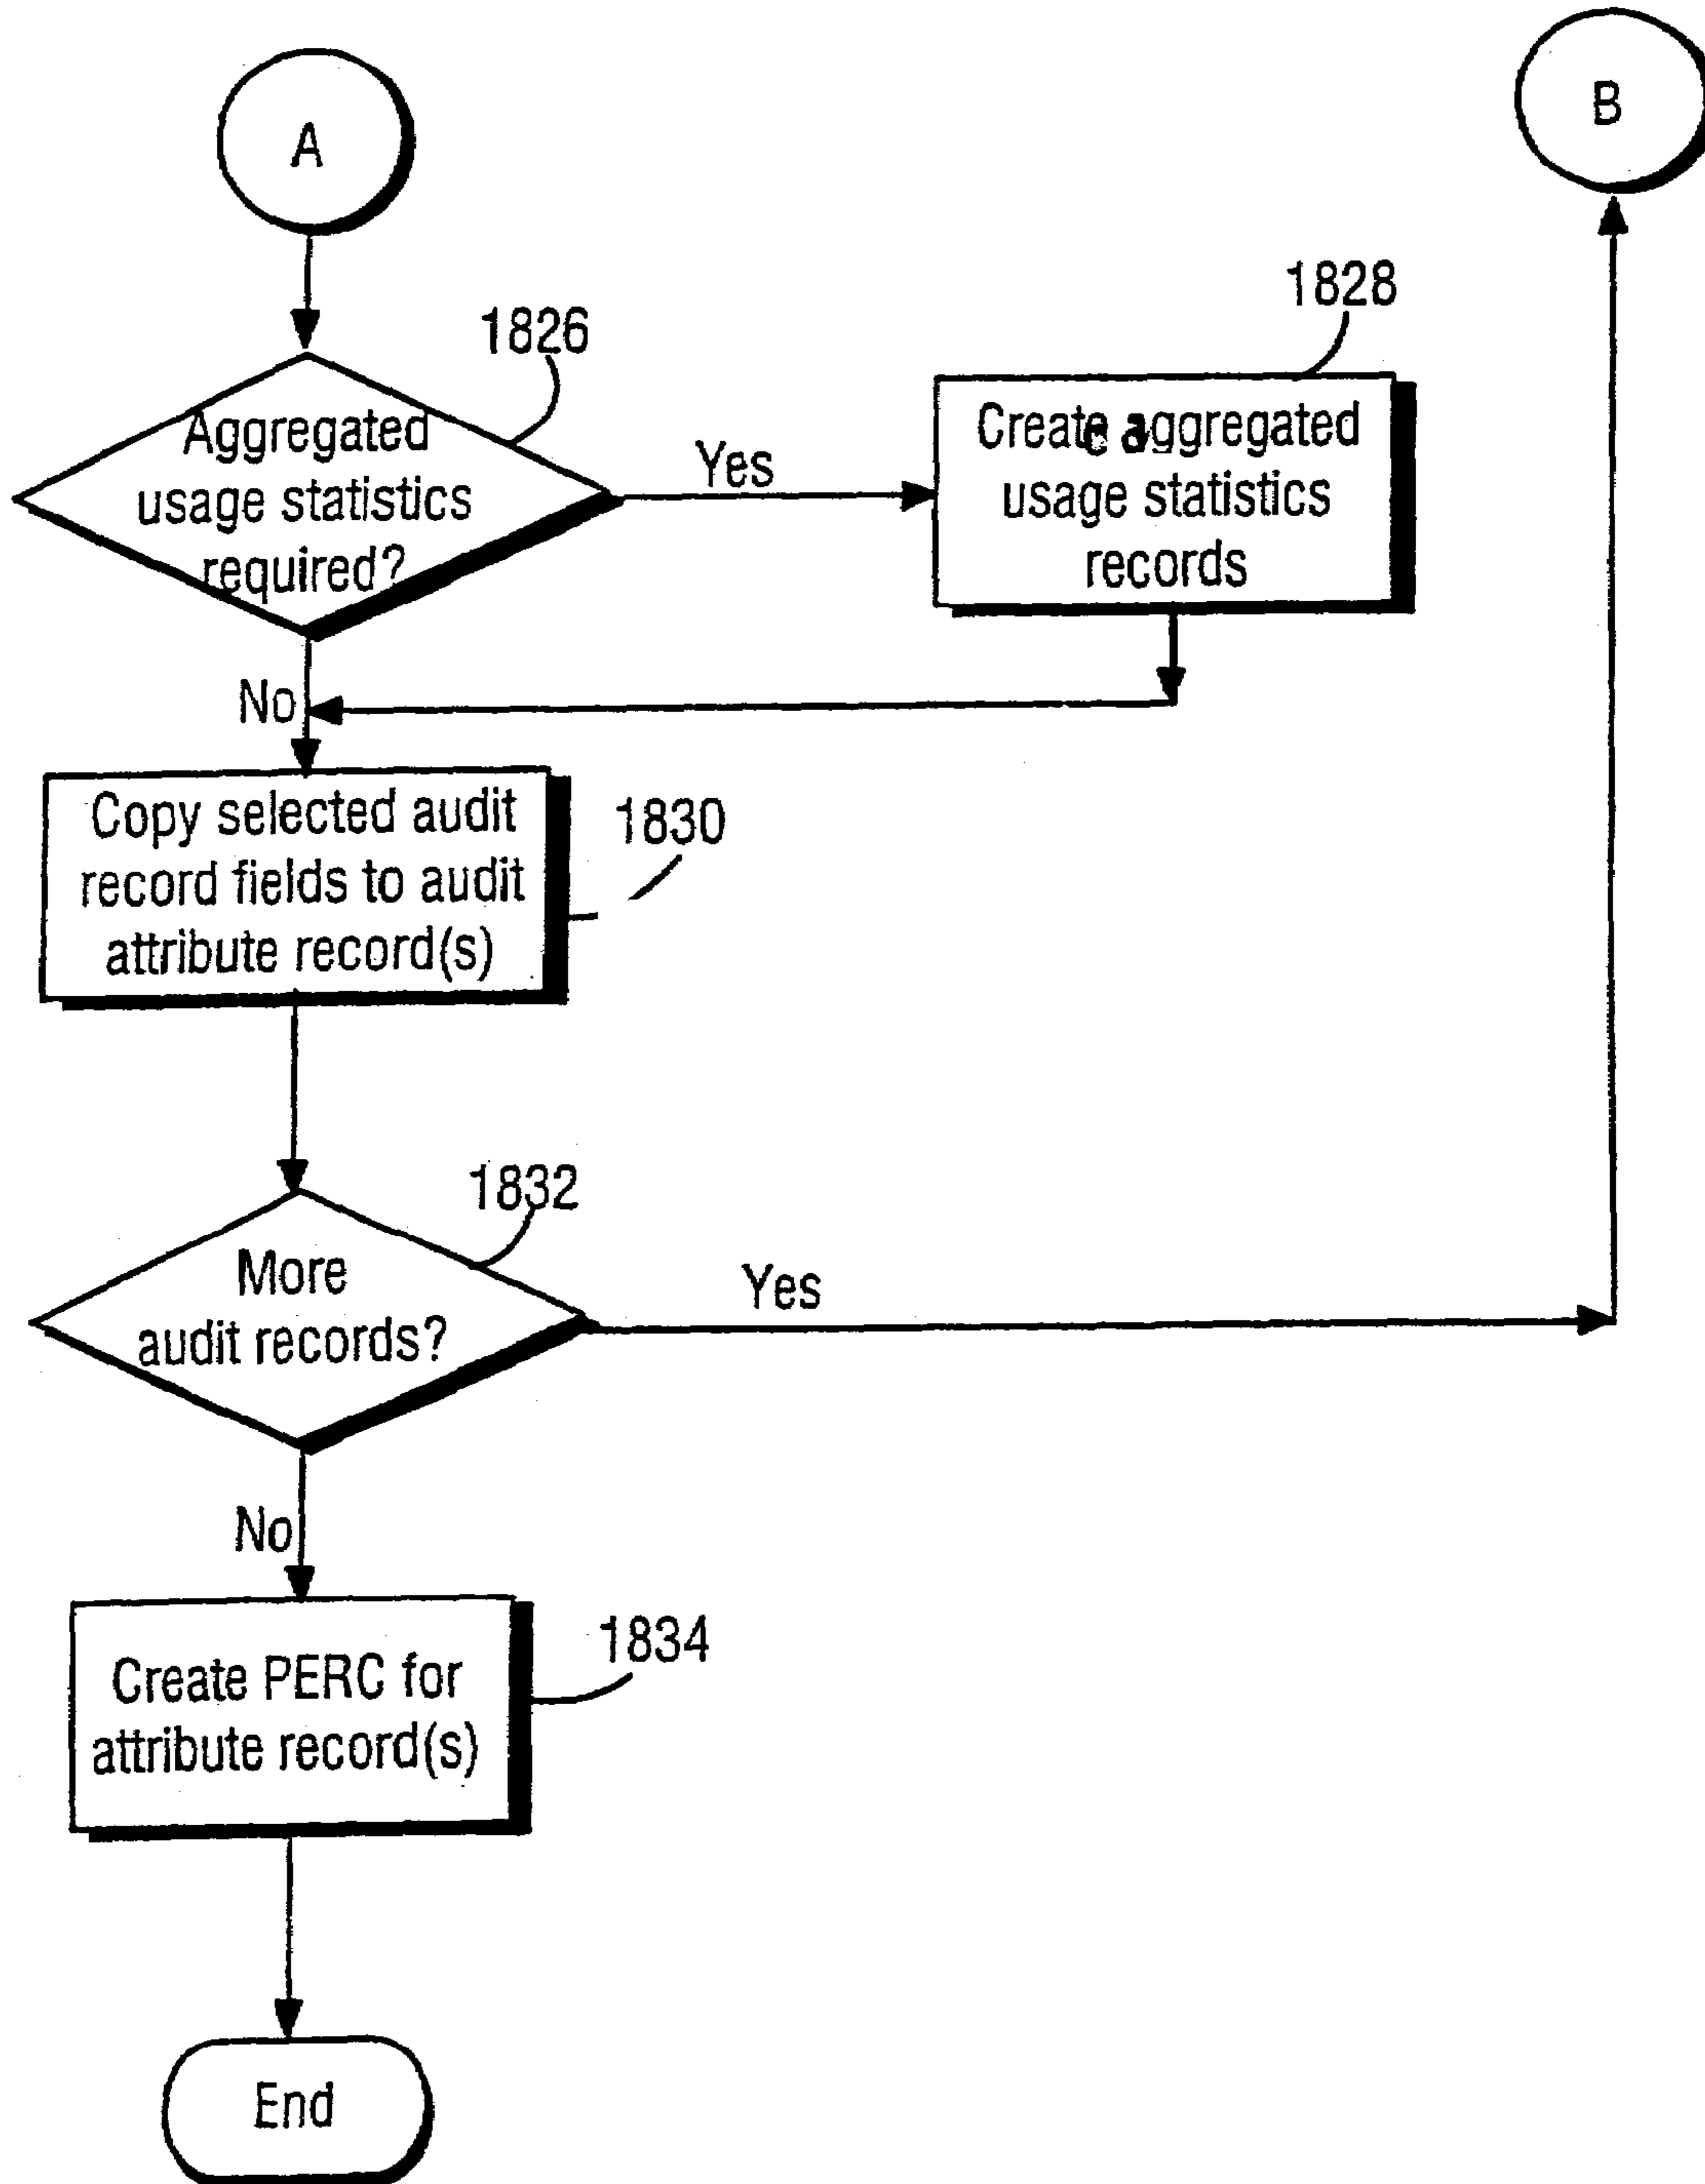 A
B
1826
1828
Aggregated
usage statistics
required?
Yes
Create aggregated
usage statistics
records
No
Copy selected audit
record fields to audit
attribute record(s)
1830
1832
More
audit records?
Yes
No
1834
Create PERC for
attribute record(s)
End